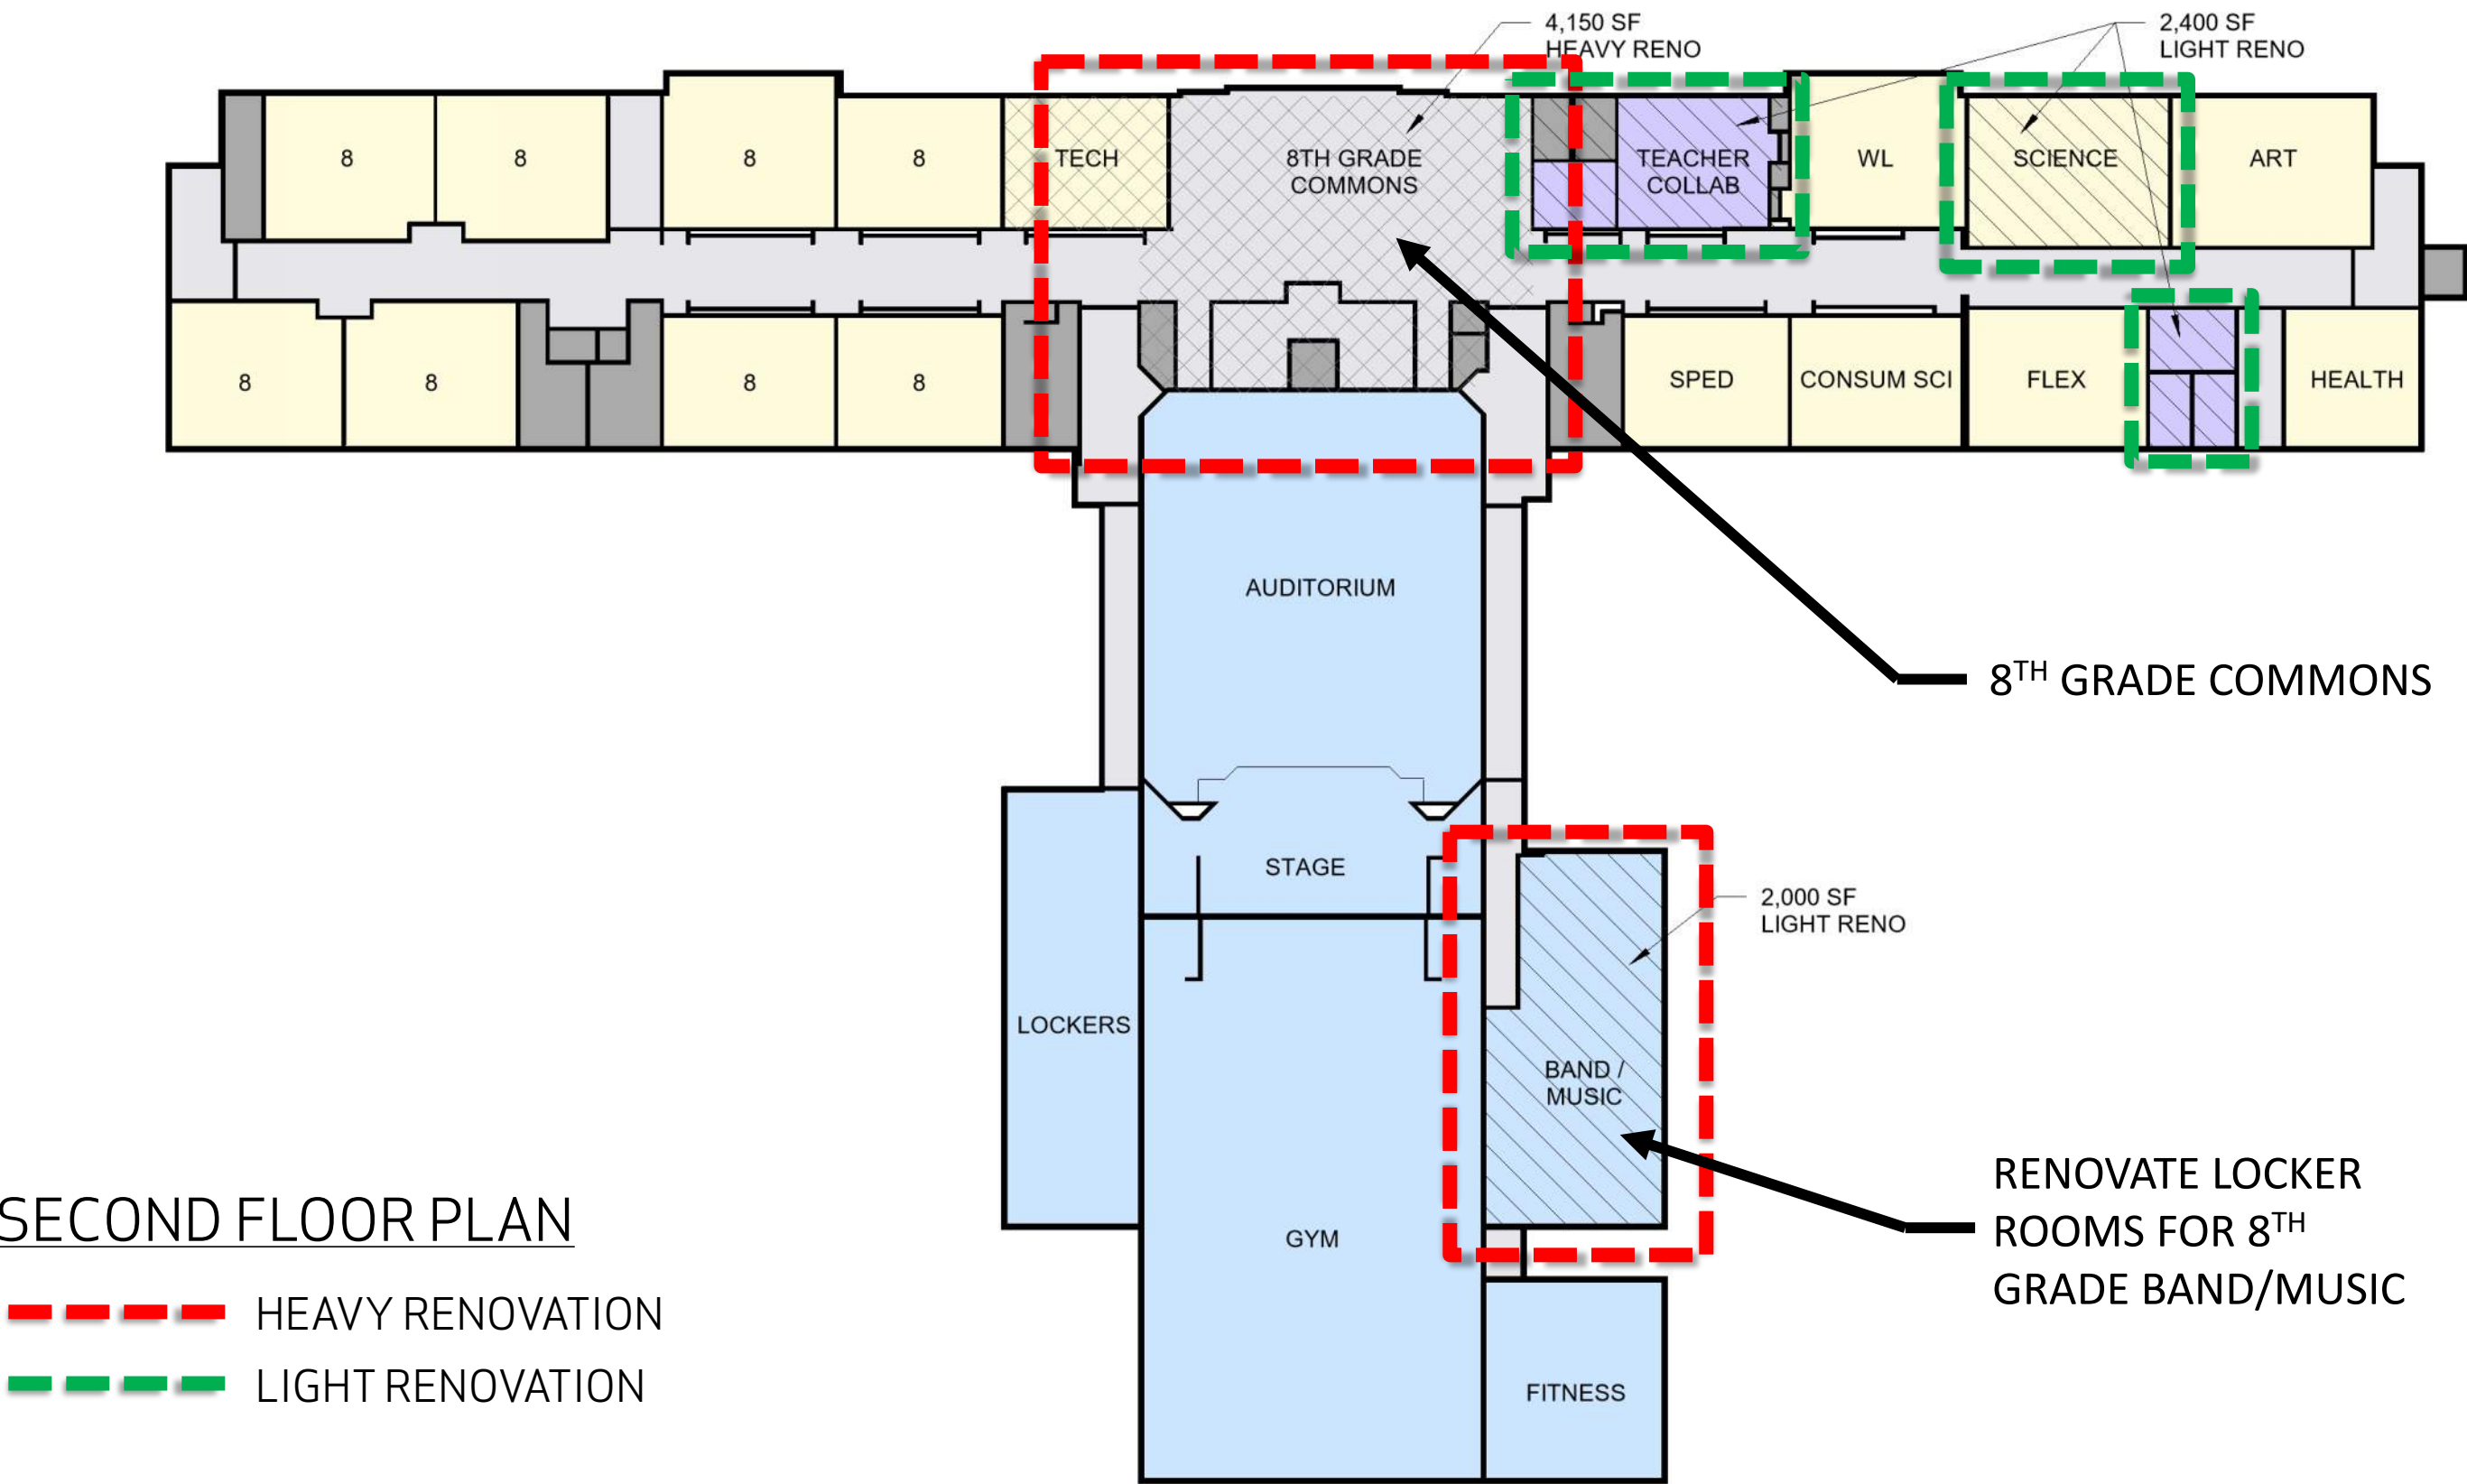 4,150 SF
HEAVY RENO
2,400 SF
LIGHT RENO
8
8
8
8
TECH
8TH GRADE
COMMONS
TEACHER
COLLAB
WL
SCIENCE
ART
8
8
8
8
SPED
CONSUM SCI
FLEX
HEALTH
AUDITORIUM
8TH GRADE COMMONS
STAGE
2,000 SF
LIGHT RENO
LOCKERS
BAND /
MUSIC
GYM
RENOVATE LOCKER
ROOMS FOR 8TH
GRADE BAND/MUSIC
FITNESS
SECOND FLOOR PLAN
HEAVY RENOVATION
LIGHT RENOVATION